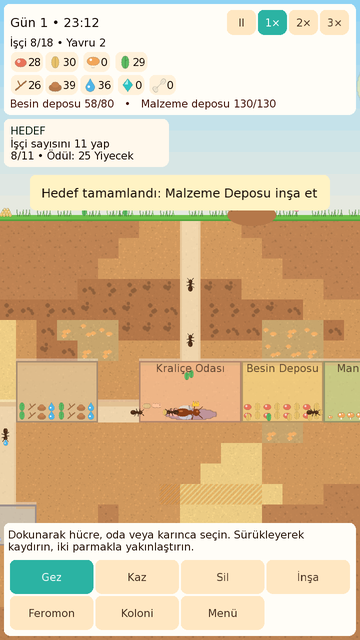 Gün 1 • 23:12
II 1× 2× 3×
İşçi 8/18 • Yavru 2
28 30 0 29
26 39 36 0 0
Besin deposu 58/80 • Malzeme deposu 130/130
HEDEF
İşçi sayısını 11 yap
8/11 • Ödül: 25 Yiyecek
Hedef tamamlandı: Malzeme Deposu inşa et
Kraliçe Odası Besin Deposu Man
Dokunarak hücre, oda veya karınca seçin. Sürükleyerek
kaydırın, iki parmakla yakınlaştırın.
Gez Kaz Sil İnşa
Feromon Koloni Menü